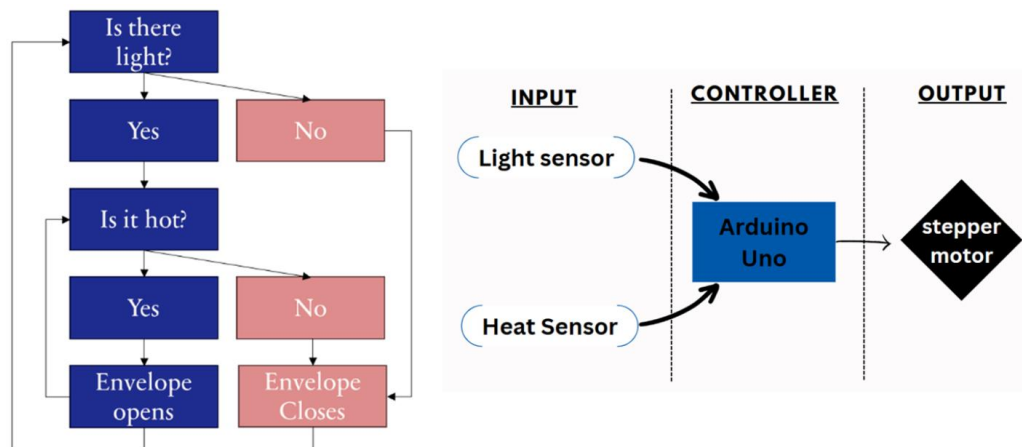 Is there
light?
Yes
No
Is it hot?
Yes
No
Envelope
opens
Envelope
Closes
INPUT
CONTROLLER
OUTPUT
Light sensor
Arduino
Uno
stepper
motor
Heat Sensor